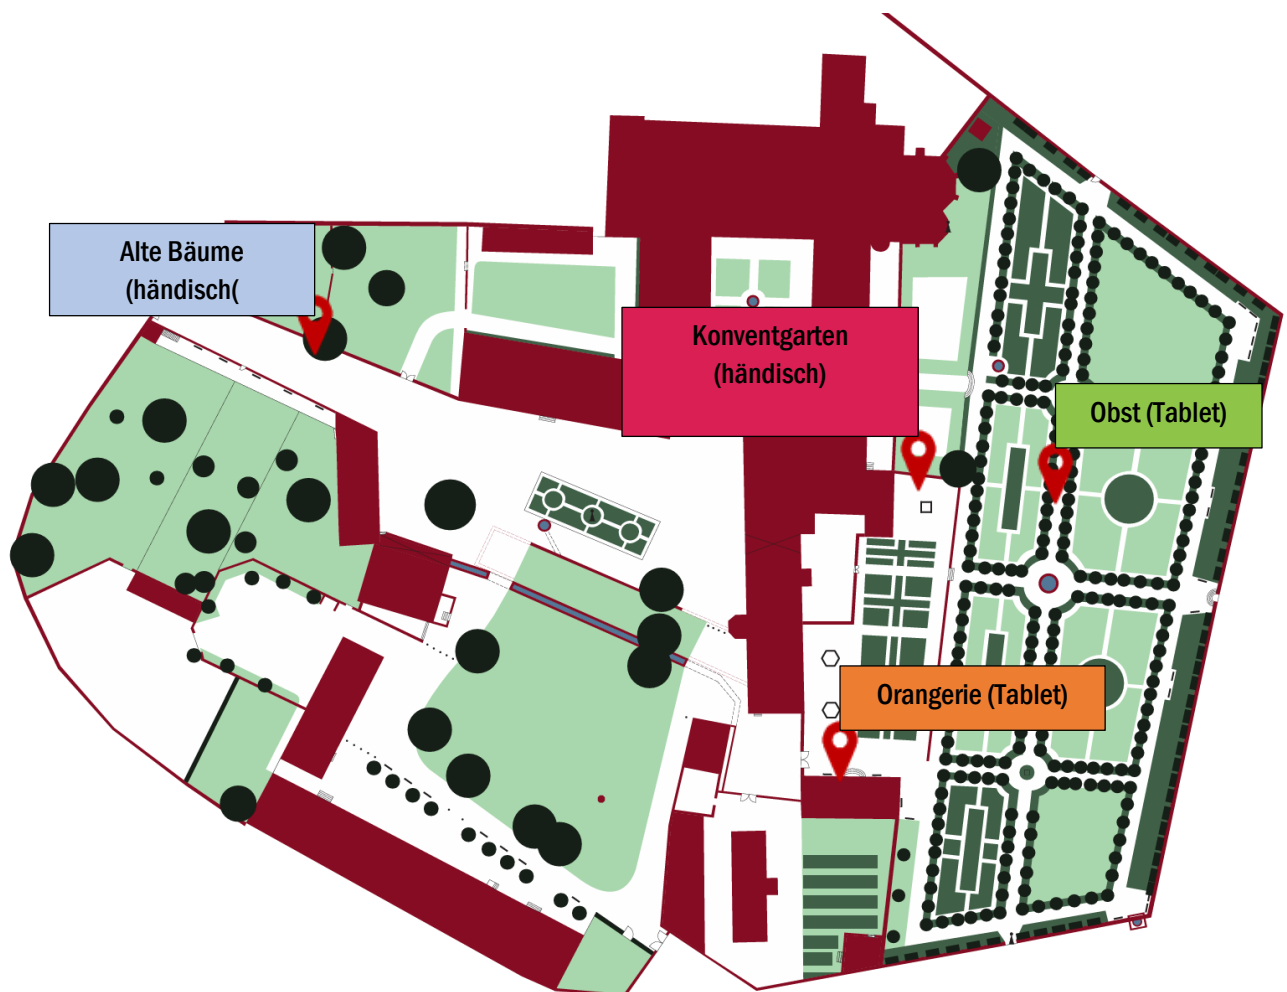 Alte Bäume
(händisch(
Konventgarten
(händisch)
Obst (Tablet)
Orangerie (Tablet)